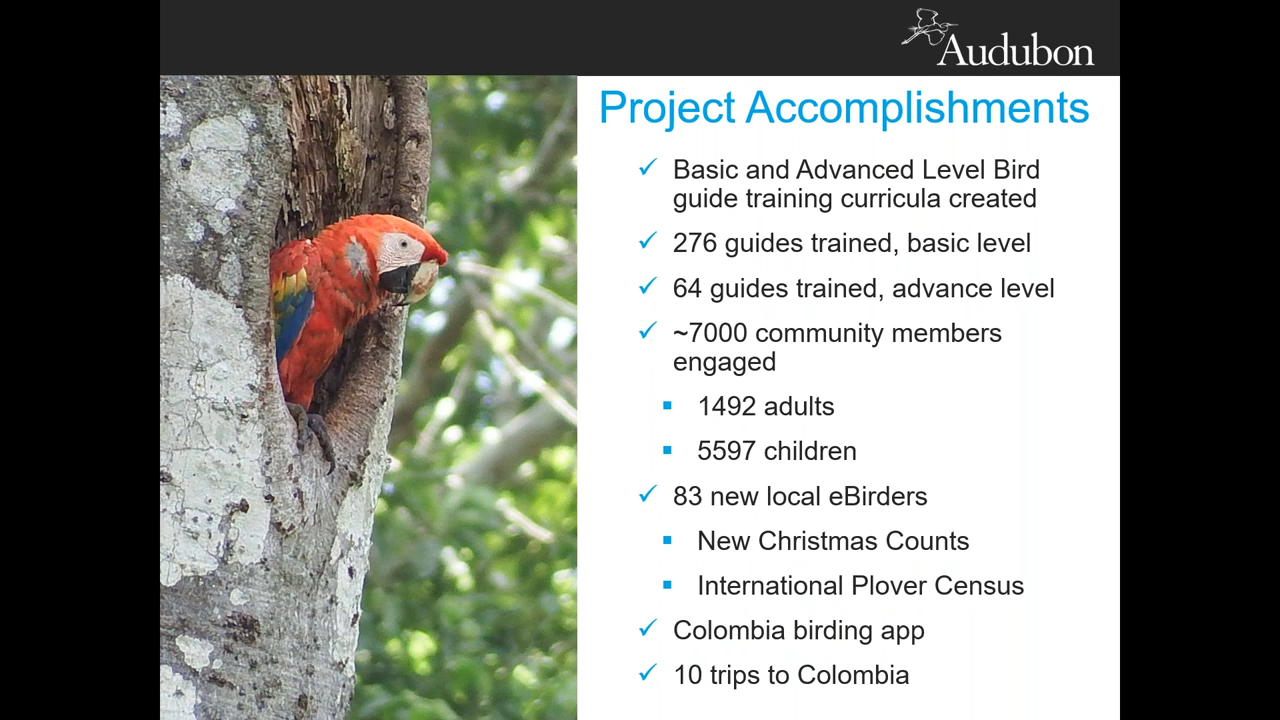 Audubon
Project Accomplishments
✓ Basic and Advanced Level Bird
guide training curricula created
✓ 276 guides trained, basic level
✓ 64 guides trained, advance level
✓ ~7000 community members
engaged
▪ 1492 adults
▪ 5597 children
✓ 83 new local eBirders
▪ New Christmas Counts
▪ International Plover Census
✓ Colombia birding app
✓ 10 trips to Colombia